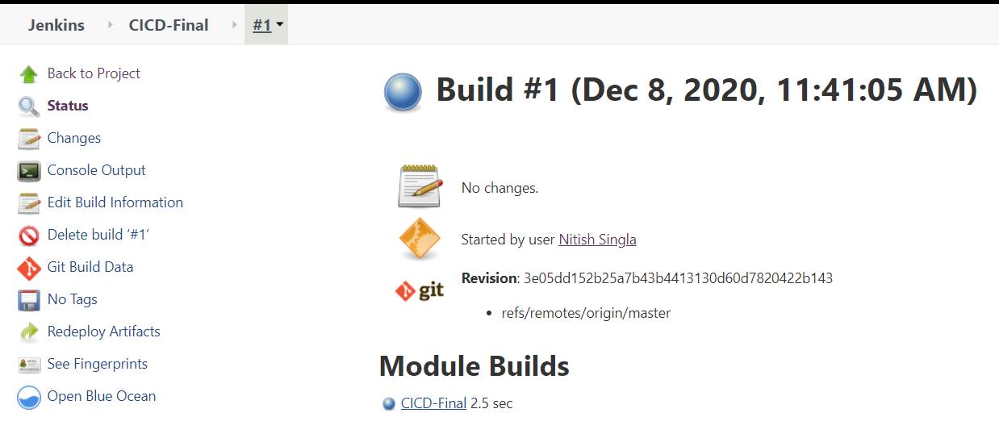 Jenkins CICD-Final #1
Back to Project
Status
Changes
Console Output
Edit Build Information
Delete build ‘#1’
Git Build Data
No Tags
Redeploy Artifacts
See Fingerprints
Open Blue Ocean
Build #1 (Dec 8, 2020, 11:41:05 AM)
No changes.
Started by user Nitish Singla
git
Revision: 3e05dd152b25a7b43b4413130d60d7820422b143
• refs/remotes/origin/master
Module Builds
CICD-Final 2.5 sec